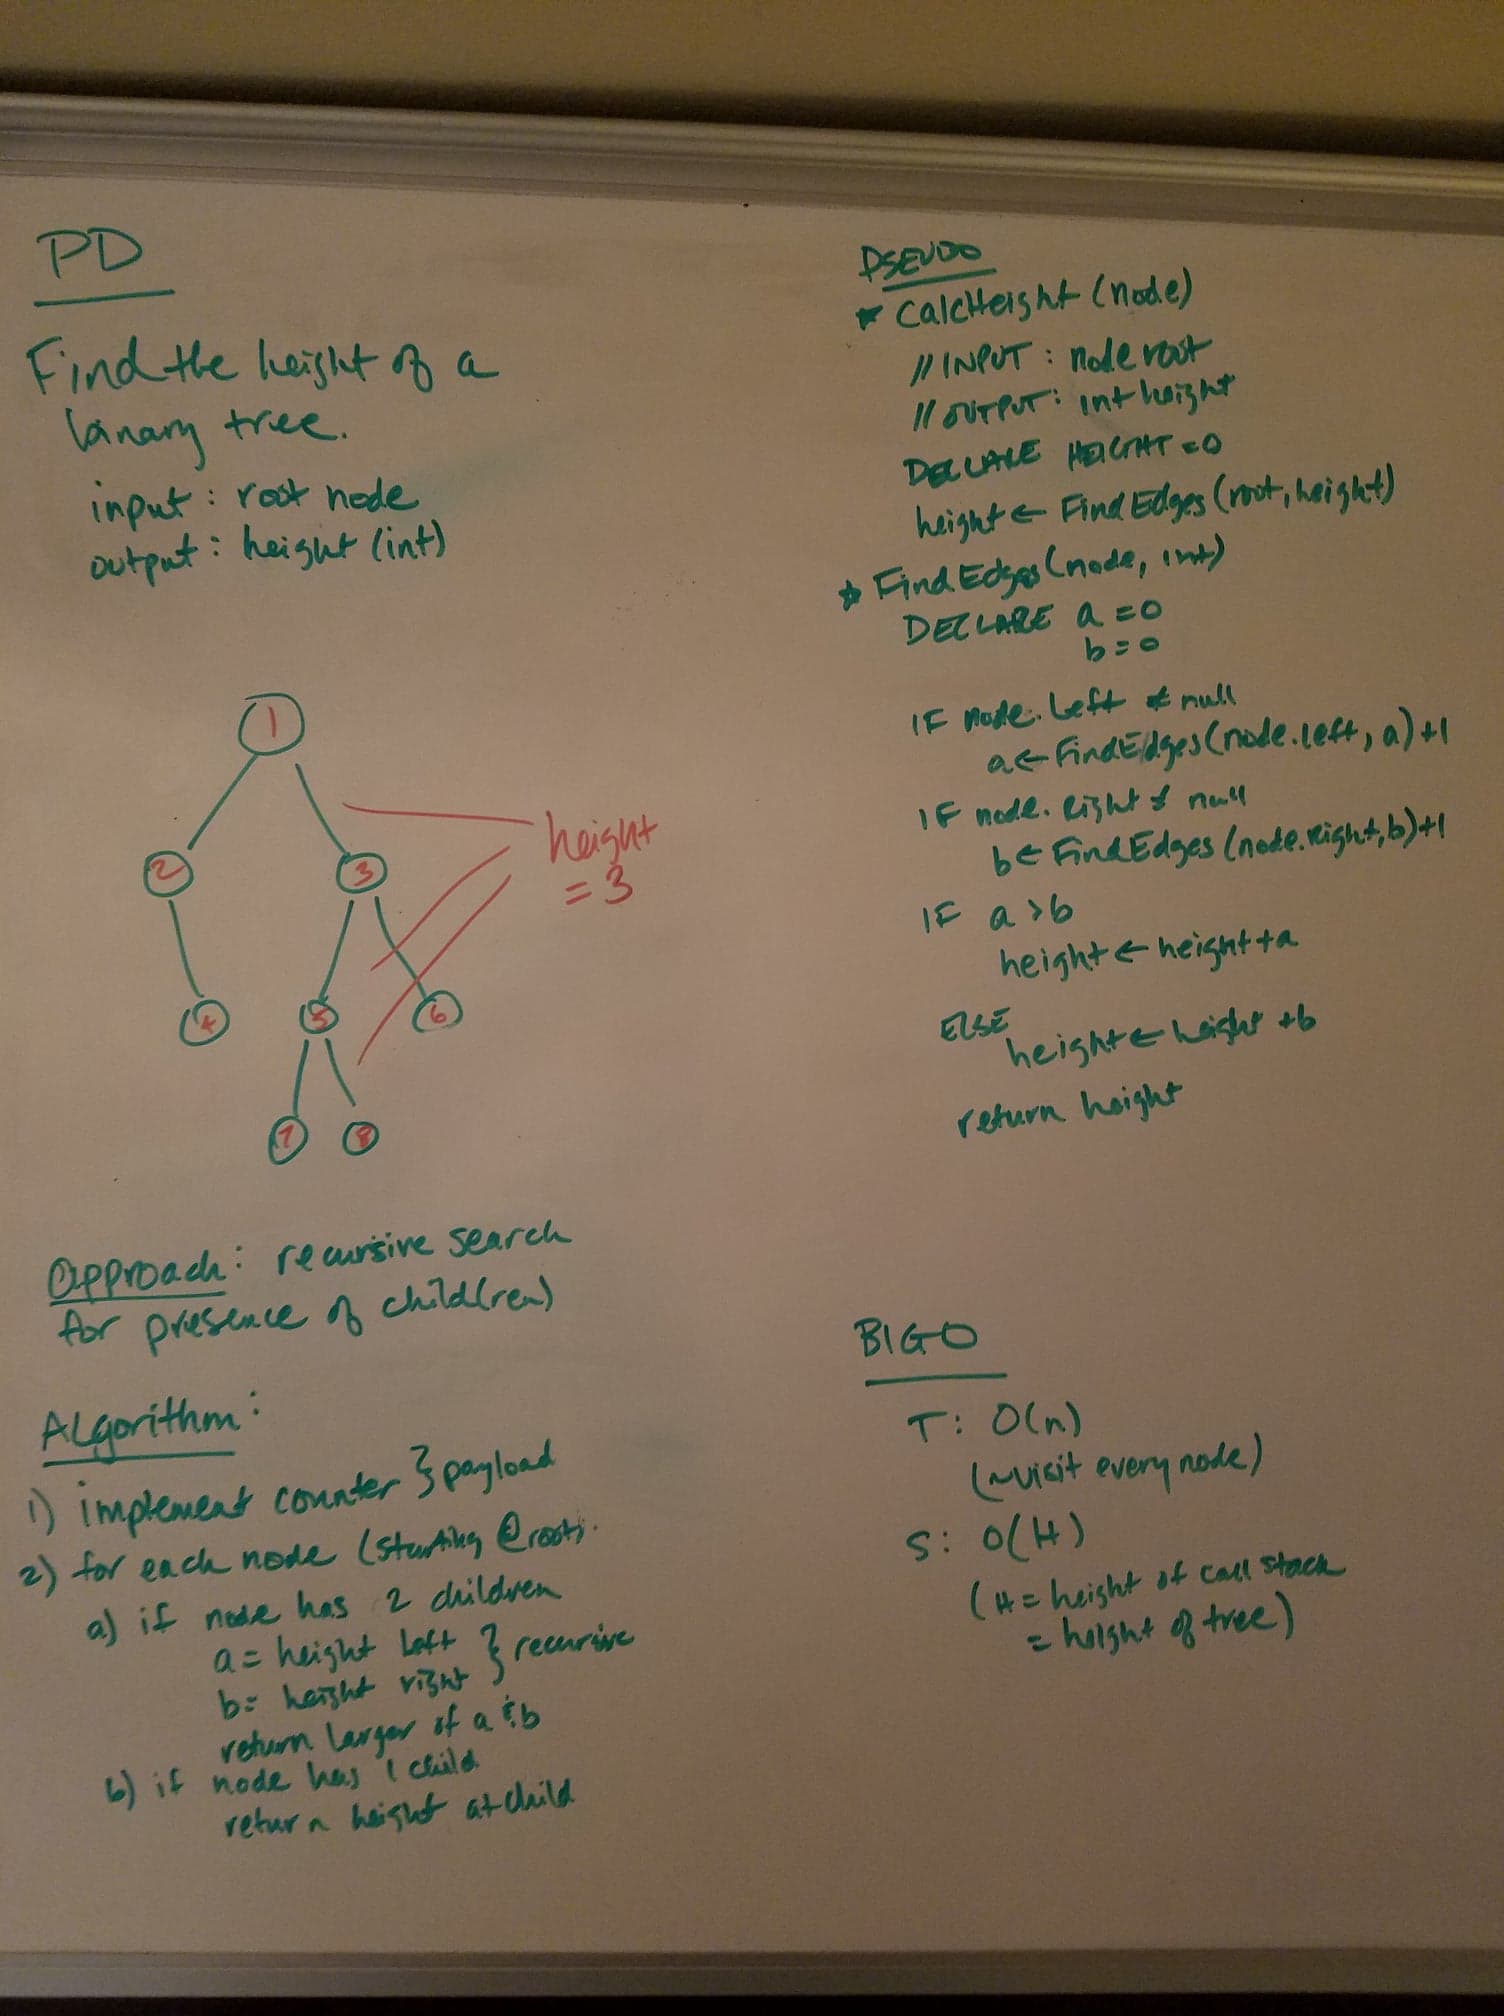 PD
Find the height of a
binary tree.
input : root node
output : height (int)
1
2
3
height
= 3
4
5
6
7
8
Approach : recursive search
for presence of child(ren)
Algorithm :
1) implement counter } payload
2) for each node (starting @ root).
a) if node has 2 children
a = height left } recursive
b = height right
return larger of a & b
b) if node has 1 child
return height at child
PSEUDO
* CalcHeight (node)
// INPUT : node root
// OUTPUT : int height
DECLARE HEIGHT = 0
height ← Find Edges (root, height)
* Find Edges (node, int)
DECLARE a = 0
b = 0
IF node. Left ≠ null
a ← FindEdges (node.left, a) +1
IF node. Right ≠ null
b ← FindEdges (node.right, b) +1
IF a > b
height ← height + a
ELSE
height ← height + b
return height
BIG O
T : O(n)
(~visit every node)
S : O(H)
(H = height of call stack
= height of tree)